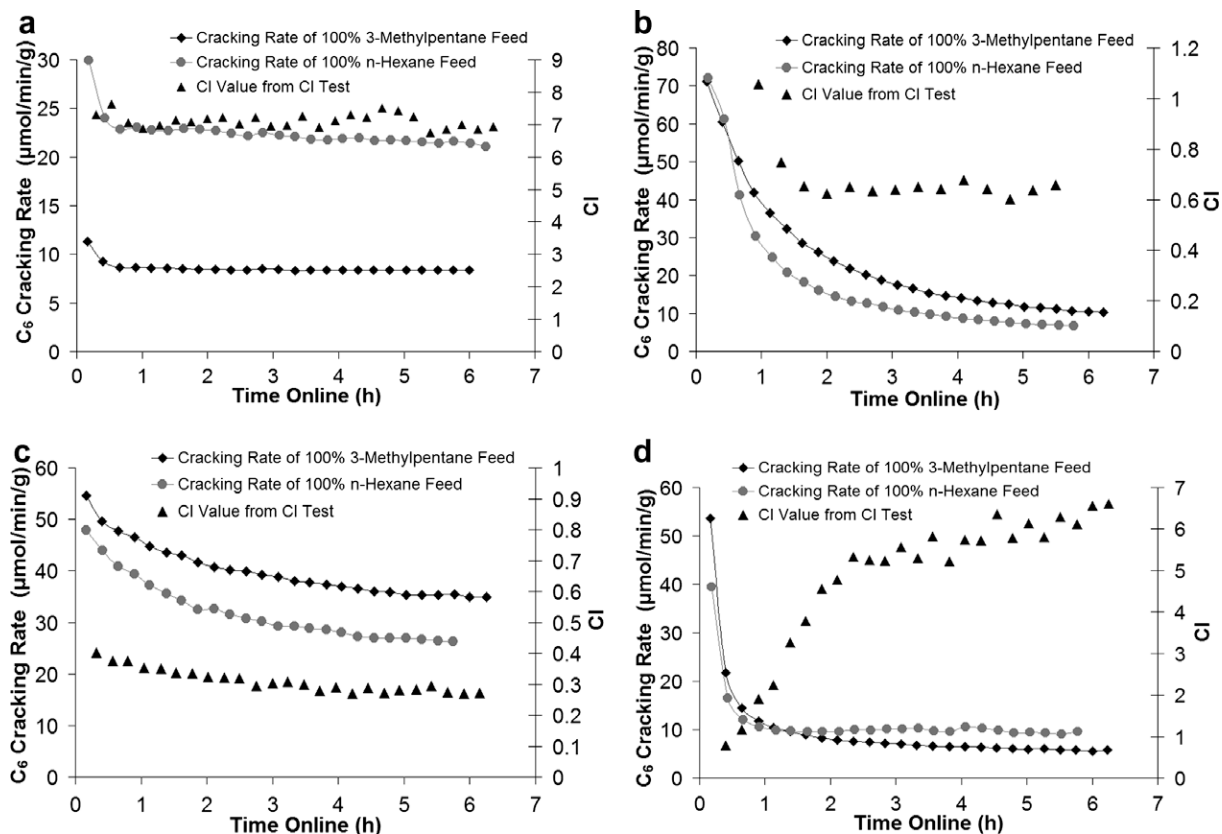 a
Cracking Rate of 100% 3-Methylpentane Feed
Cracking Rate of 100% n-Hexane Feed
CI Value from CI Test
C6 Cracking Rate (µmol/min/g)
30
25
20
15
10
5
0
9
8
7
6
5
4
3
2
1
0
CI
0 1 2 3 4 5 6 7
Time Online (h)
b
Cracking Rate of 100% 3-Methylpentane Feed
Cracking Rate of 100% n-Hexane Feed
CI Value from CI Test
C6 Cracking Rate (µmol/min/g)
80
70
60
50
40
30
20
10
0
1.2
1
0.8
0.6
0.4
0.2
0
CI
0 1 2 3 4 5 6 7
Time Online (h)
c
Cracking Rate of 100% 3-Methylpentane Feed
Cracking Rate of 100% n-Hexane Feed
CI Value from CI Test
C6 Cracking Rate (µmol/min/g)
60
50
40
30
20
10
0
1
0.9
0.8
0.7
0.6
0.5
0.4
0.3
0.2
0.1
0
CI
0 1 2 3 4 5 6 7
Time Online (h)
d
Cracking Rate of 100% 3-Methylpentane Feed
Cracking Rate of 100% n-Hexane Feed
CI Value from CI Test
C6 Cracking Rate (µmol/min/g)
60
50
40
30
20
10
0
7
6
5
4
3
2
1
0
CI
0 1 2 3 4 5 6 7
Time Online (h)